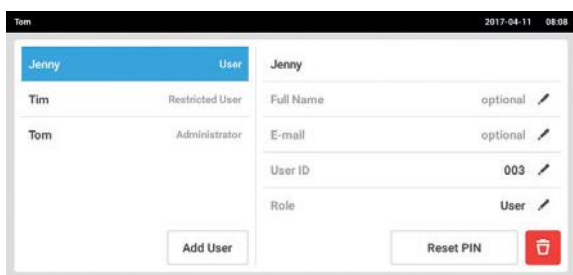 Tom 2017-04-11 08:08
Jenny User
Tim Restricted User
Tom Administrator
Add User
Jenny
Full Name optional
E-mail optional
User ID 003
Role User
Reset PIN